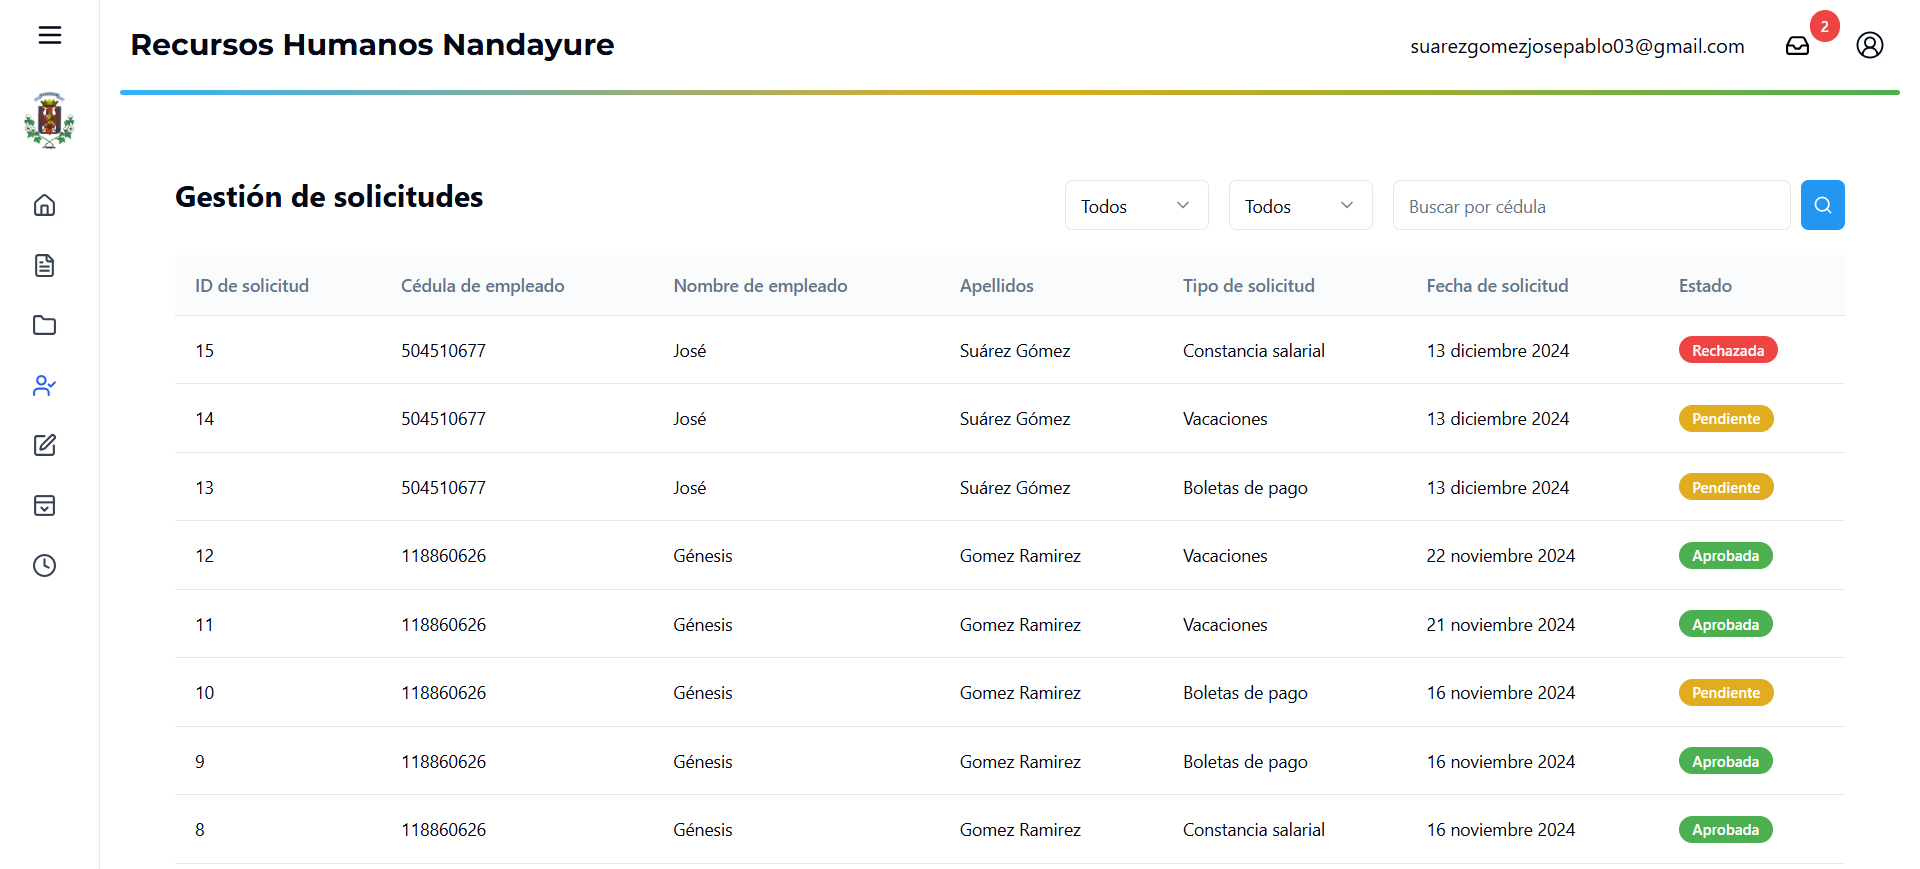 Recursos Humanos Nandayure
suarezgomezjosepablo03@gmail.com
2
Gestión de solicitudes
Todos
Todos
Buscar por cédula
ID de solicitud Cédula de empleado Nombre de empleado Apellidos Tipo de solicitud Fecha de solicitud Estado
15 504510677 José Suárez Gómez Constancia salarial 13 diciembre 2024 Rechazada
14 504510677 José Suárez Gómez Vacaciones 13 diciembre 2024 Pendiente
13 504510677 José Suárez Gómez Boletas de pago 13 diciembre 2024 Pendiente
12 118860626 Génesis Gomez Ramirez Vacaciones 22 noviembre 2024 Aprobada
11 118860626 Génesis Gomez Ramirez Vacaciones 21 noviembre 2024 Aprobada
10 118860626 Génesis Gomez Ramirez Boletas de pago 16 noviembre 2024 Pendiente
9 118860626 Génesis Gomez Ramirez Boletas de pago 16 noviembre 2024 Aprobada
8 118860626 Génesis Gomez Ramirez Constancia salarial 16 noviembre 2024 Aprobada